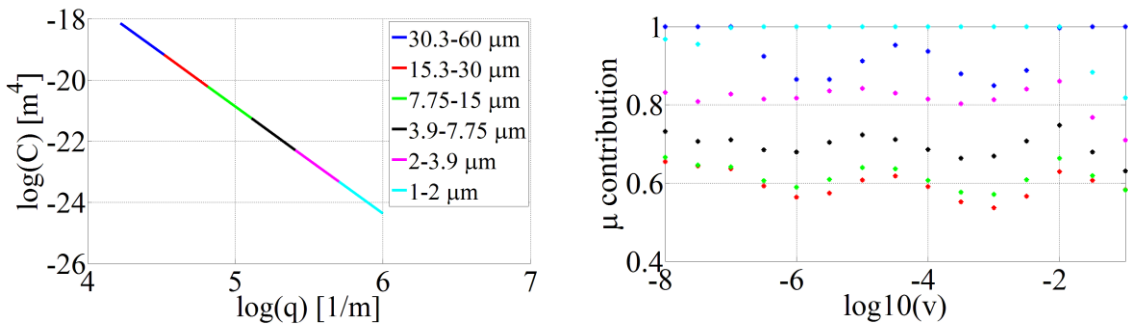 -18
-20
-22
-24
-26
log(C) [m⁴]
30.3-60 μm
15.3-30 μm
7.75-15 μm
3.9-7.75 μm
2-3.9 μm
1-2 μm
4
5
6
7
log(q) [1/m]
1
0.8
0.6
0.4
μ contribution
-8
-6
-4
-2
log10(v)